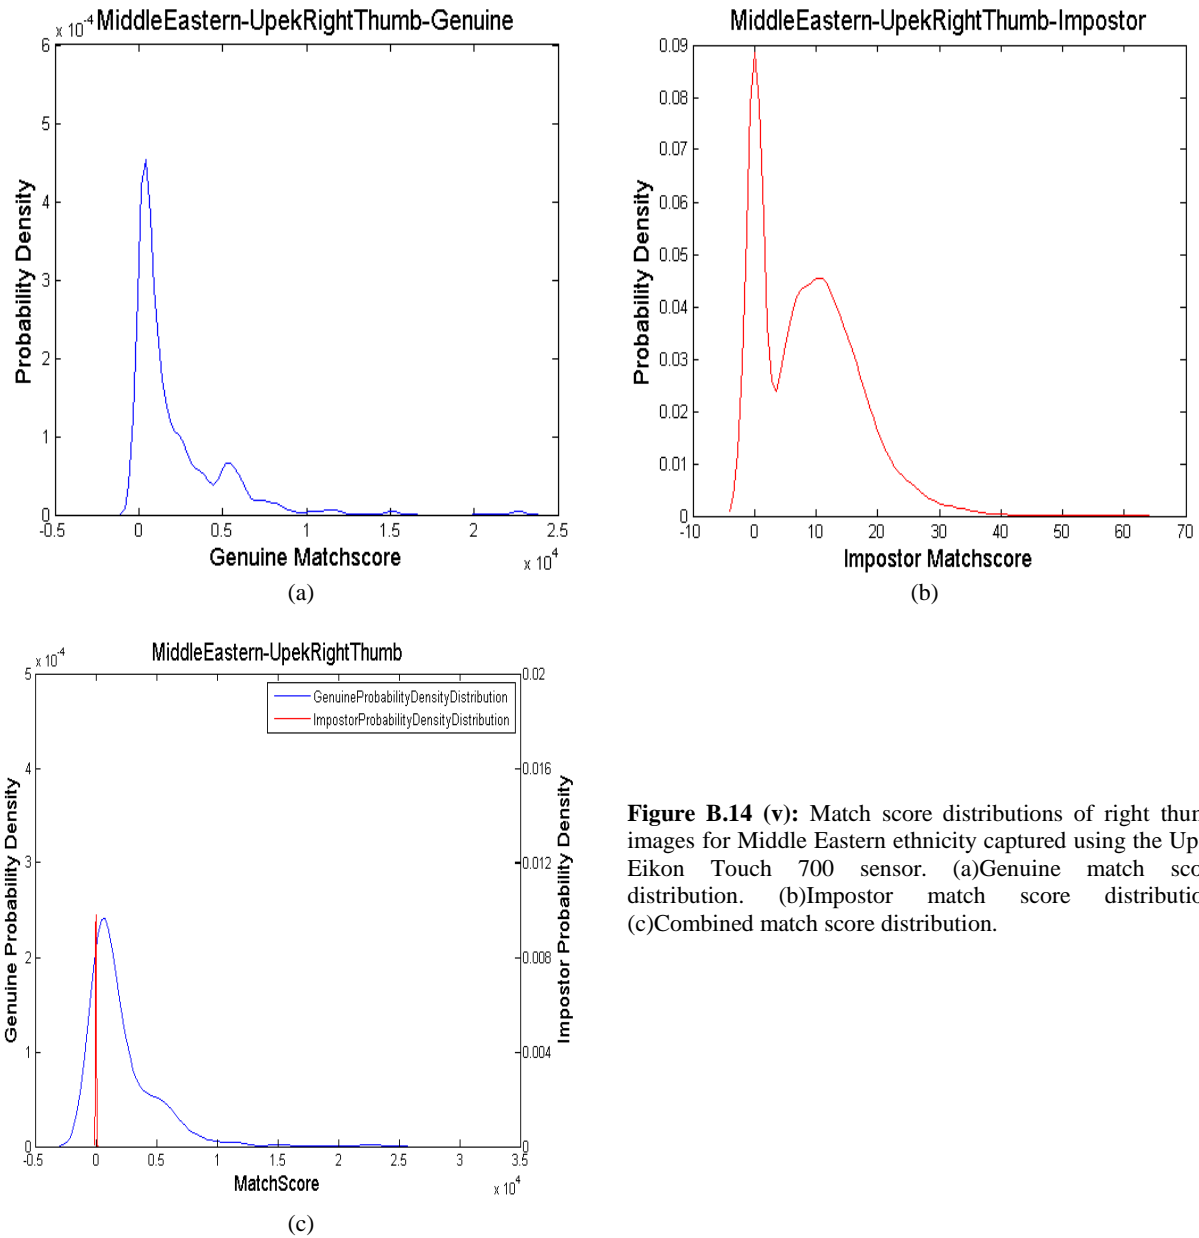 MiddleEastern-UpekRightThumb-Genuine
x 10^-4
6
5
4
3
2
1
0
Probability Density
-0.5 0 0.5 1 1.5 2 2.5
Genuine Matchscore
x 10^4
(a)
MiddleEastern-UpekRightThumb-Impostor
0.09
0.08
0.07
0.06
0.05
0.04
0.03
0.02
0.01
0
Probability Density
-10 0 10 20 30 40 50 60 70
Impostor Matchscore
(b)
MiddleEastern-UpekRightThumb
x 10^-4
5
4
3
2
1
0
Genuine Probability Density
GenuineProbabilityDensityDistribution
ImpostorProbabilityDensityDistribution
0.02
0.016
0.012
0.008
0.004
0
Impostor Probability Density
-0.5 0 0.5 1 1.5 2 2.5 3 3.5
MatchScore
x 10^4
(c)
Figure B.14 (v): Match score distributions of right thum
images for Middle Eastern ethnicity captured using the Up
Eikon Touch 700 sensor. (a)Genuine match sco
distribution. (b)Impostor match score distributio
(c)Combined match score distribution.